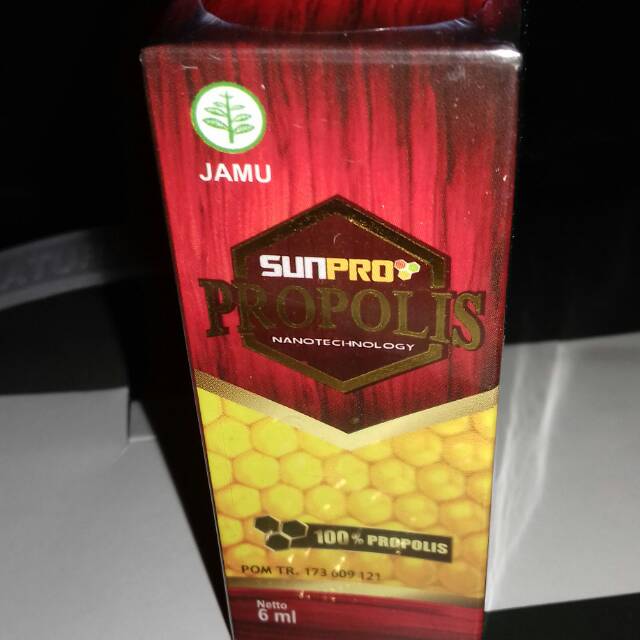 JAMU
SUNPRO
PROPOLIS
NANOTECHNOLOGY
100% PROPOLIS
POM TR. 173 609 121
Netto
6 ml